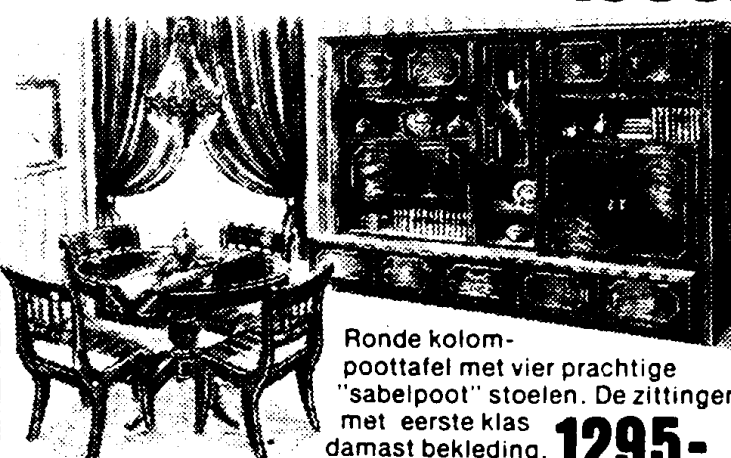 Ronde kolom-
poottafel met vier prachtige
"sabelpoot" stoelen. De zittingen
met eerste klas
damast bekleding. 1295,-